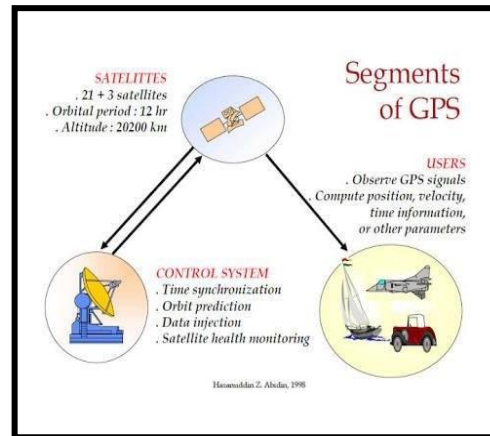 Segments
of GPS
SATELITTES
. 21 + 3 satellites
. Orbital period : 12 hr
. Altitude : 20200 km
USERS
. Observe GPS signals
. Compute position, velocity,
time information,
or other parameters
CONTROL SYSTEM
. Time synchronization
. Orbit prediction
. Data injection
. Satellite health monitoring
Hasanuddin Z. Abidin, 1998